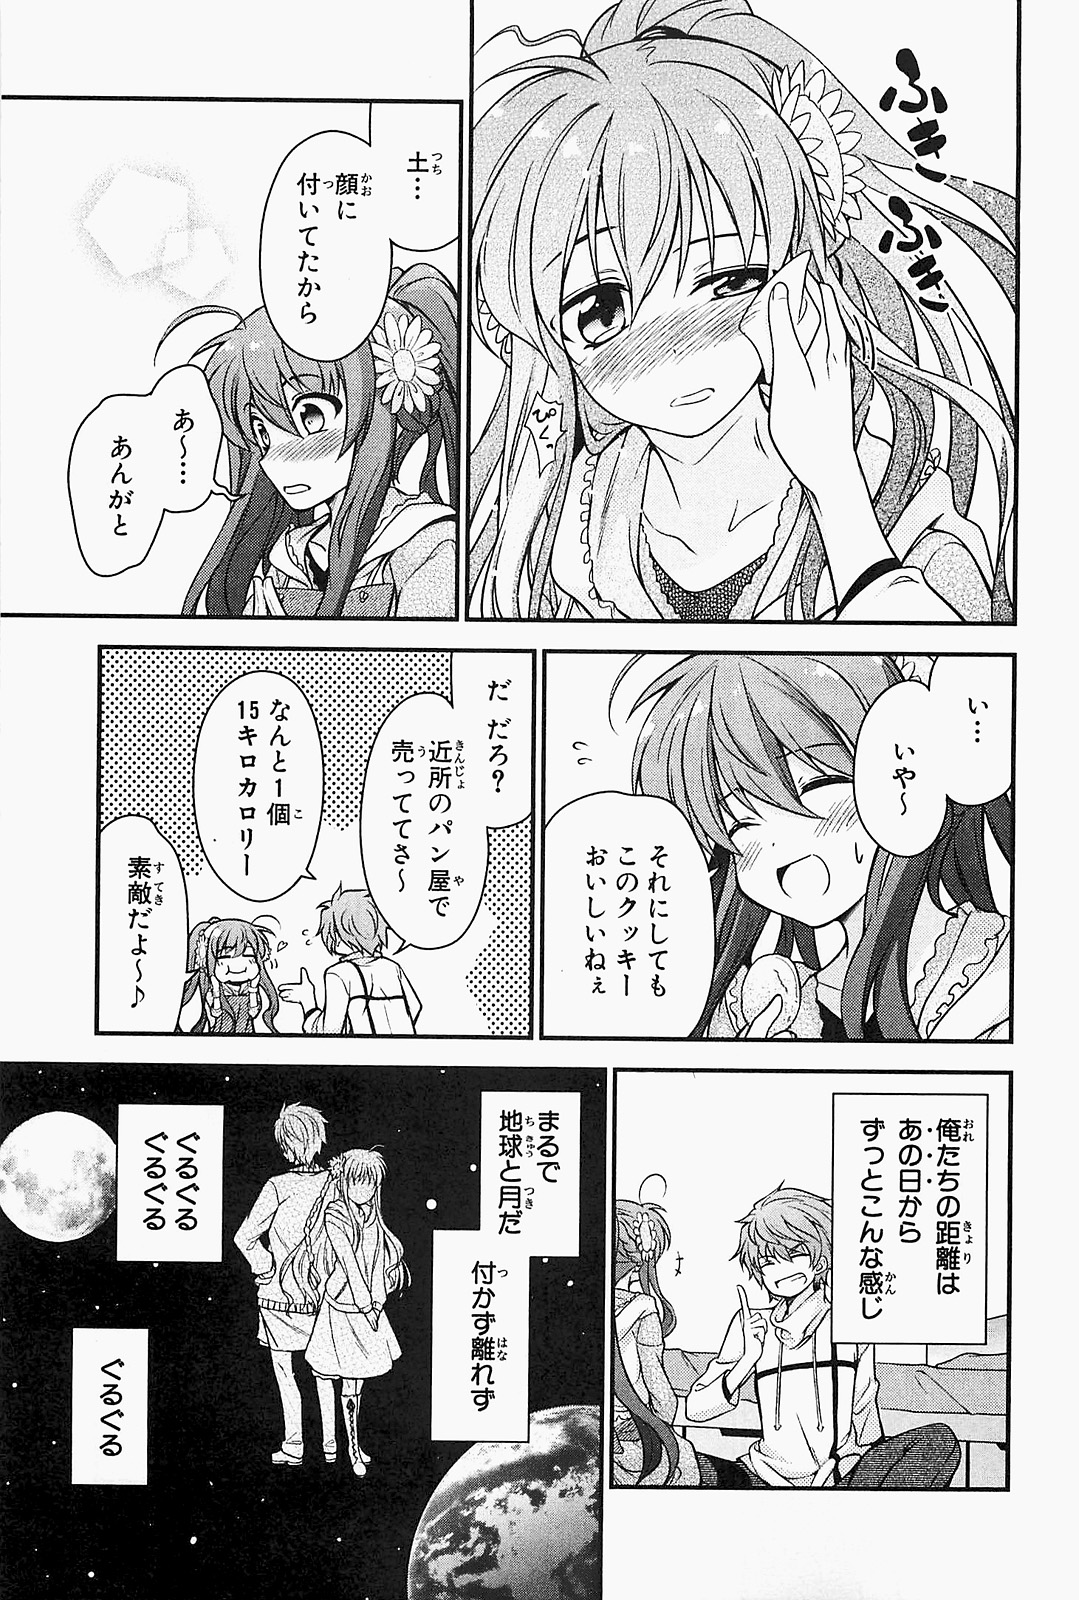 ふき
ふき
ぴくっ
土…
顔に
付いてたから
あ〜…
あんがと
い…
いや〜
それにしても
このクッキー
おいしいねぇ
だ だろ?
近所のパン屋で
売っててさ〜
なんと1個
15キロカロリー
素敵だよ〜♪
俺たちの距離は
あの日から
ずっとこんな感じ
まるで
地球と月だ
付かず離れず
ぐるぐる
ぐるぐる
ぐるぐる